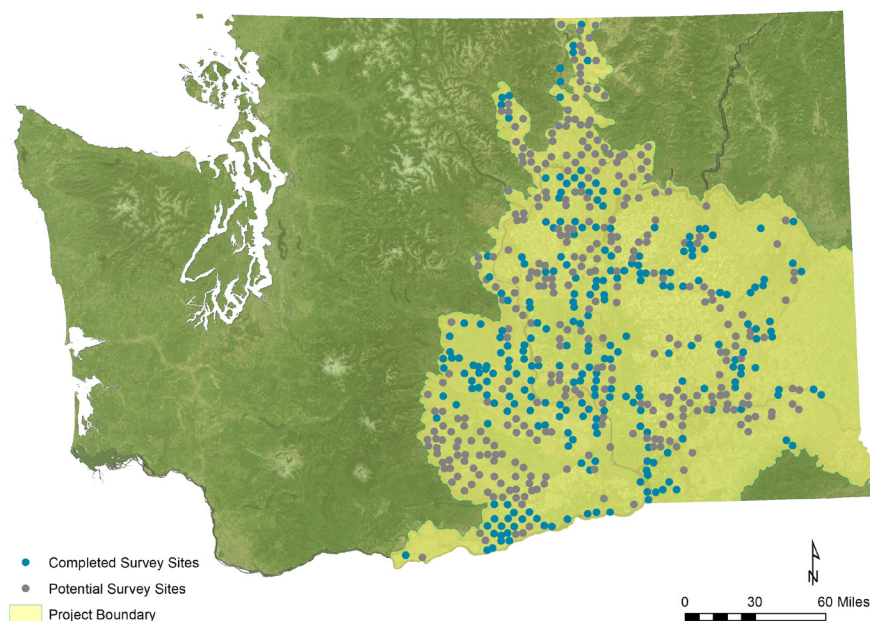 Completed Survey Sites
Potential Survey Sites
Project Boundary
N
0 30 60 Miles